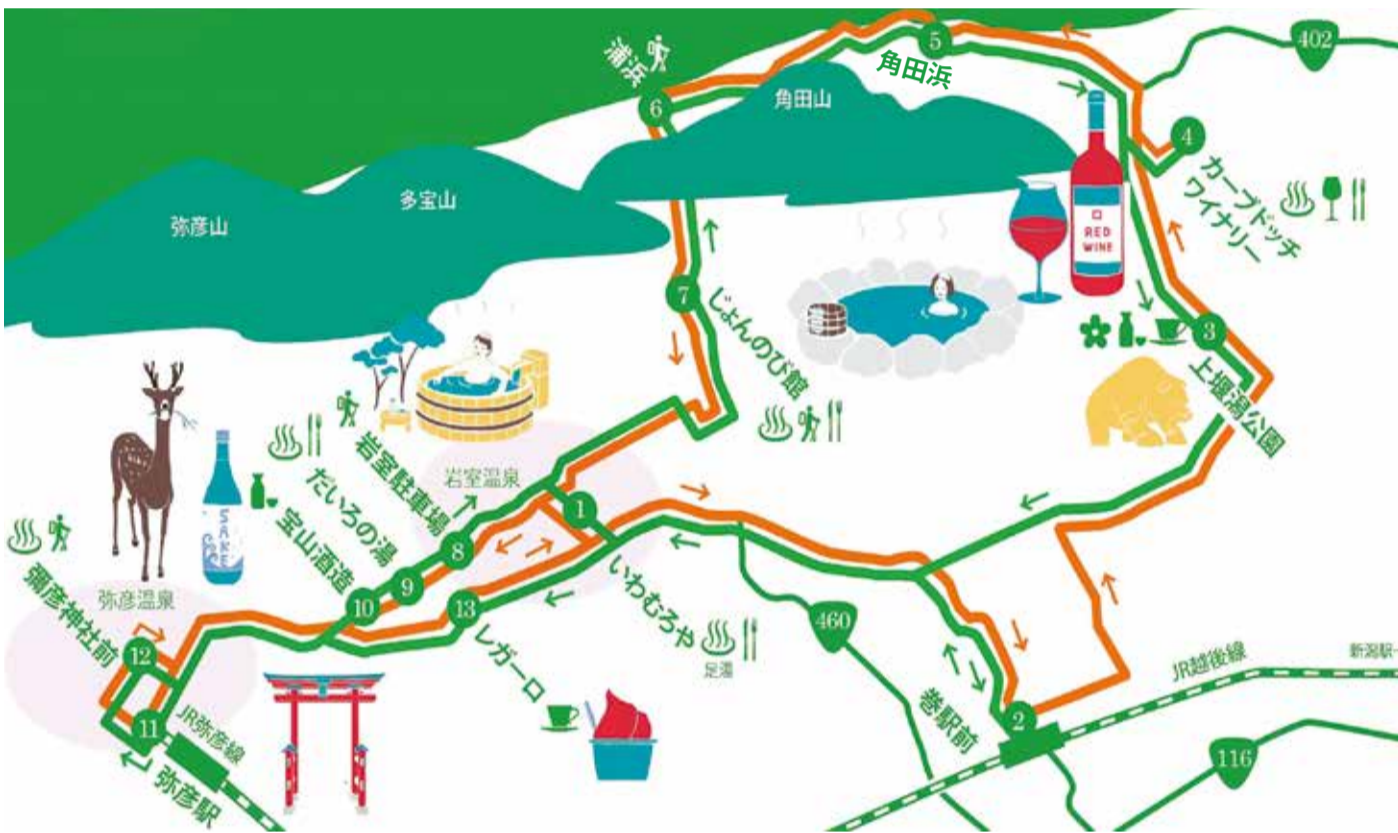 402
5
角田浜
浦浜
6
角田山
4
カーブドッチ
ワイナリー
多宝山
弥彦山
RED
WINE
7
じょんのび館
3
上堰潟公園
岩室温泉
岩室駐車場
8
だいろの湯
9
宝山酒造
10
SAKE
1
いわむろや
足湯
13
レガーロ
弥彦温泉
彌彦神社前
12
11
JR弥彦線
弥彦駅
460
巻駅前
2
JR越後線
新潟駅
116